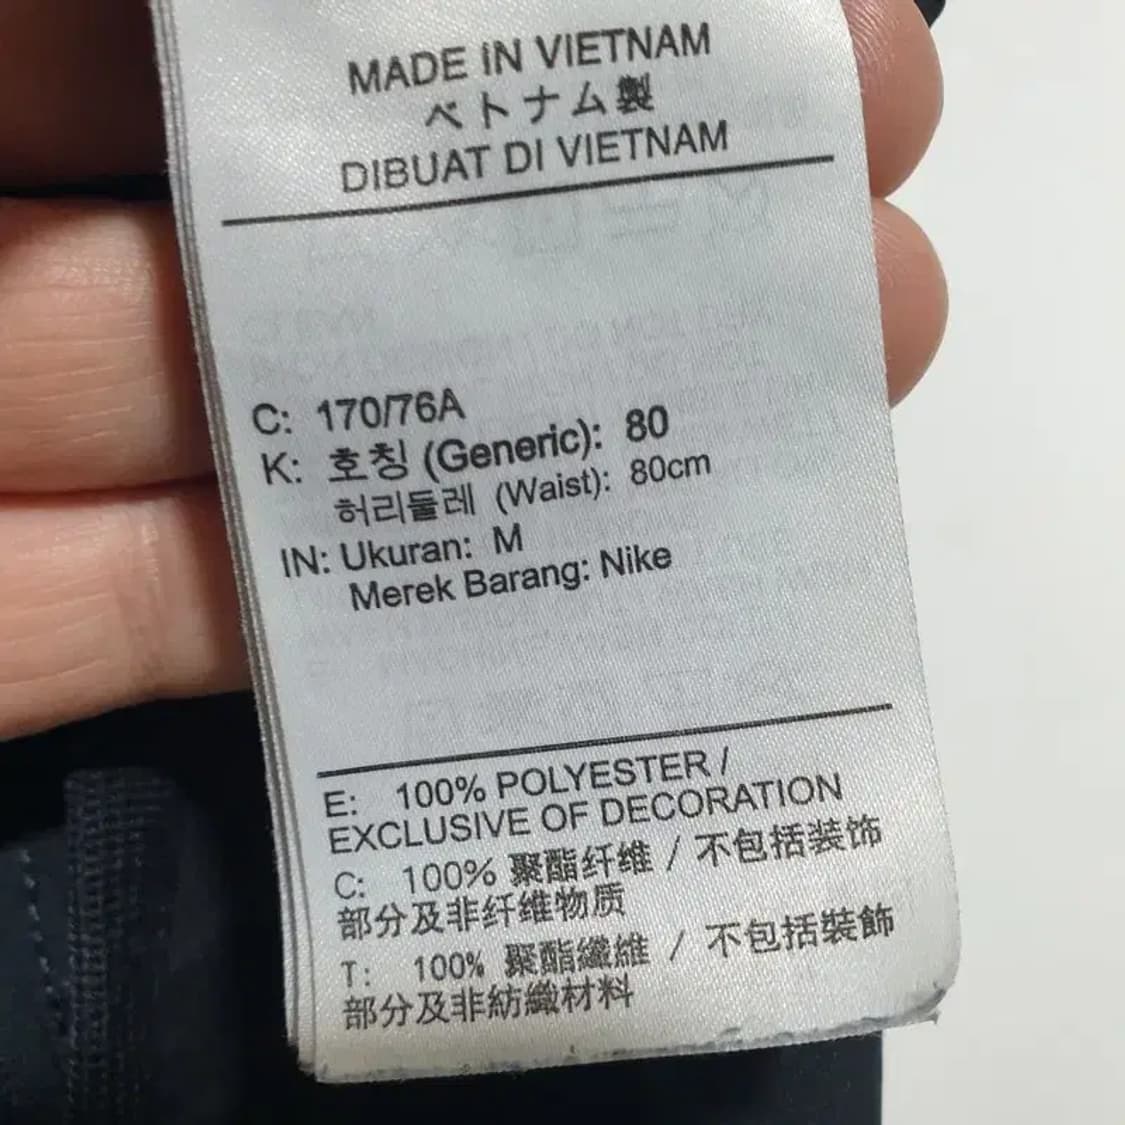 MADE IN VIETNAM
ベトナム製
DIBUAT DI VIETNAM
C: 170/76A
K: 호칭 (Generic): 80
허리둘레 (Waist): 80cm
IN: Ukuran: M
Merek Barang: Nike
E: 100% POLYESTER /
EXCLUSIVE OF DECORATION
C: 100% 聚酯纤维 / 不包括装饰
部分及非纤维物质
T: 100% 聚酯纖維 / 不包括裝飾
部分及非紡織材料